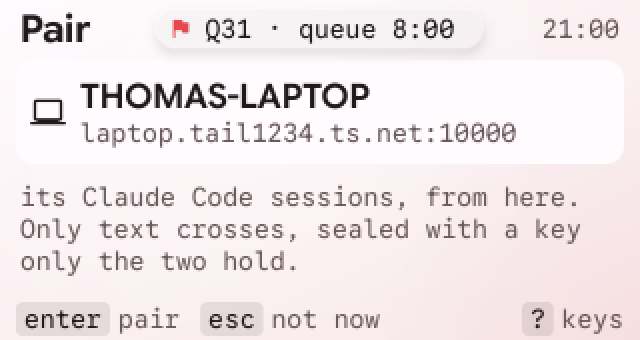 Pair
Q31 · queue 8:00
21:00
THOMAS-LAPTOP
laptop.tail1234.ts.net:10000
its Claude Code sessions, from here.
Only text crosses, sealed with a key
only the two hold.
enter pair esc not now ? keys